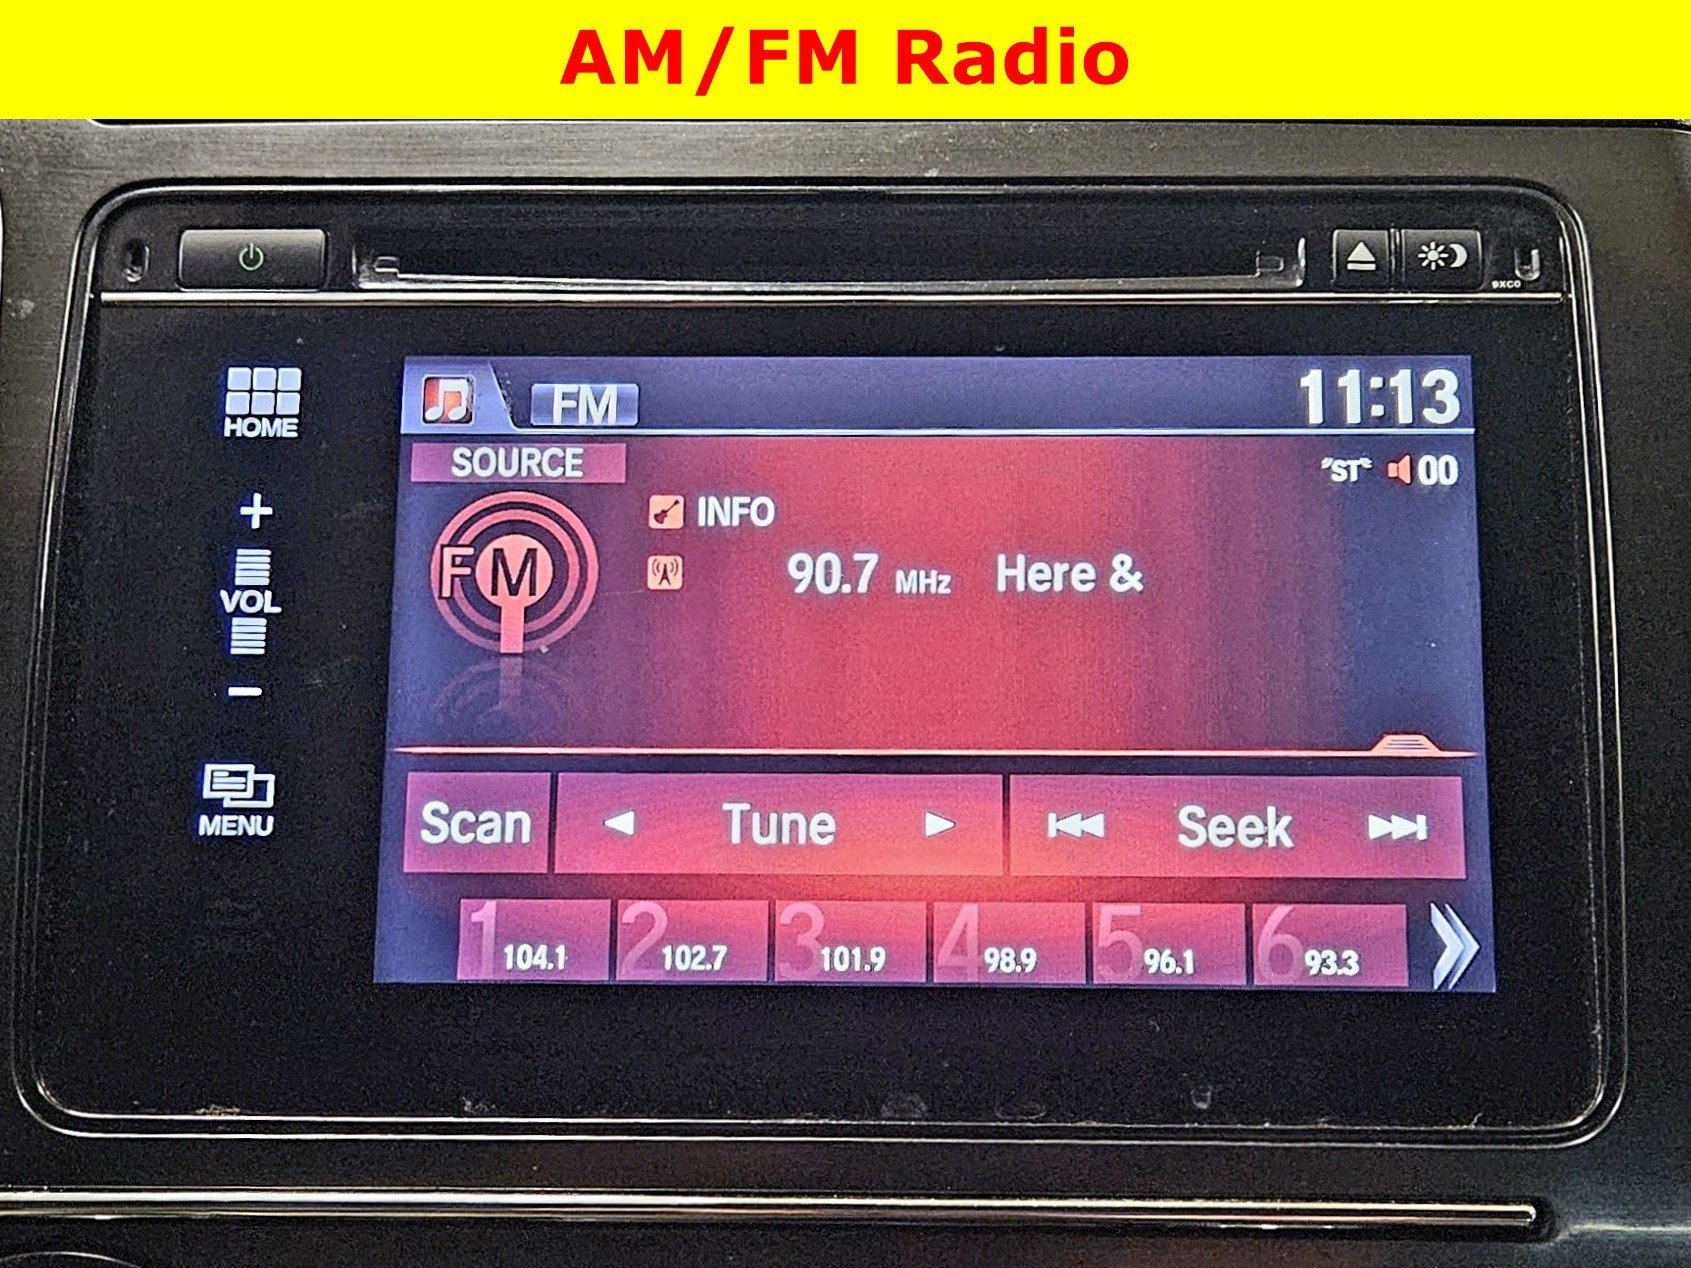 AM/FM Radio
9XC0
HOME
FM
11:13
SOURCE
"ST" 00
INFO
FM
90.7 MHz Here &
+
VOL
-
MENU
Scan Tune Seek
1 104.1 2 102.7 3 101.9 4 98.9 5 96.1 6 93.3